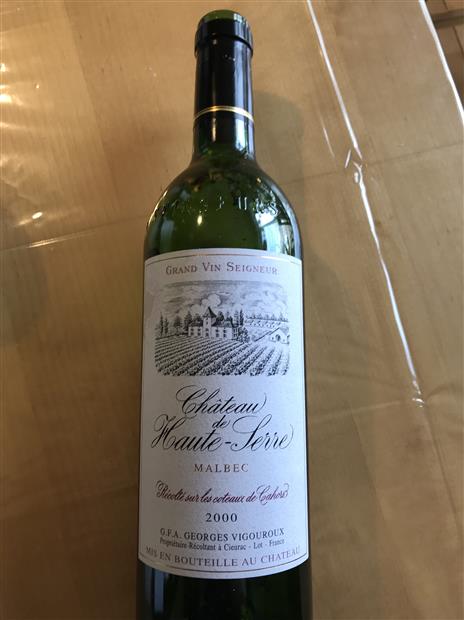 GRAND VIN SEIGNEUR
Château
de
Haute-Serre
MALBEC
Récolté sur les coteaux de Cahors
2000
G.F.A. GEORGES VIGOUROUX
Propriétaire-Récoltant à Cieurac - Lot - France
MIS EN BOUTEILLE AU CHATEAU